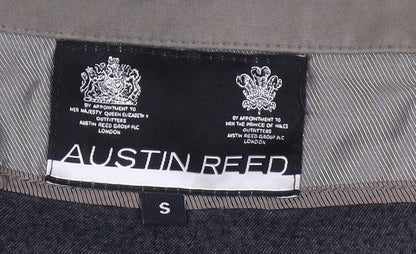 BY APPOINTMENT TO
HER MAJESTY QUEEN ELIZABETH II
OUTFITTERS
AUSTIN REED GROUP PLC
LONDON
BY APPOINTMENT TO
HRH THE PRINCE OF WALES
OUTFITTERS
AUSTIN REED GROUP PLC
LONDON
AUSTIN REED
S